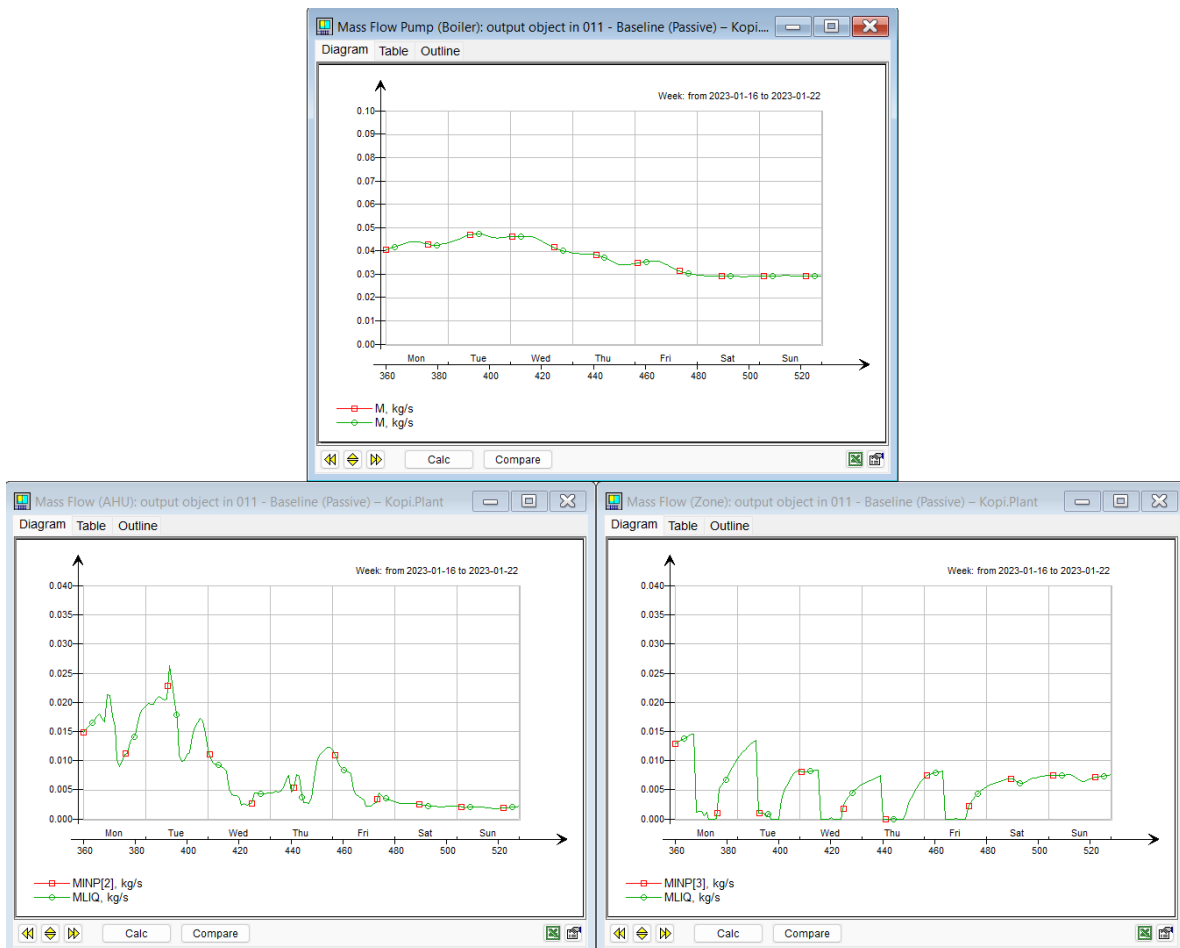 Mass Flow Pump (Boiler): output object in 011 - Baseline (Passive) – Kopi....
Diagram Table Outline
Week: from 2023-01-16 to 2023-01-22
0.10
0.09
0.08
0.07
0.06
0.05
0.04
0.03
0.02
0.01
0.00
Mon Tue Wed Thu Fri Sat Sun
360 380 400 420 440 460 480 500 520
M, kg/s
M, kg/s
Calc Compare
Mass Flow (AHU): output object in 011 - Baseline (Passive) – Kopi.Plant
Diagram Table Outline
Week: from 2023-01-16 to 2023-01-22
0.040
0.035
0.030
0.025
0.020
0.015
0.010
0.005
0.000
Mon Tue Wed Thu Fri Sat Sun
360 380 400 420 440 460 480 500 520
MINP[2], kg/s
MLIQ, kg/s
Calc Compare
Mass Flow (Zone): output object in 011 - Baseline (Passive) – Kopi.Plant
Diagram Table Outline
Week: from 2023-01-16 to 2023-01-22
0.040
0.035
0.030
0.025
0.020
0.015
0.010
0.005
0.000
Mon Tue Wed Thu Fri Sat Sun
360 380 400 420 440 460 480 500 520
MINP[3], kg/s
MLIQ, kg/s
Calc Compare